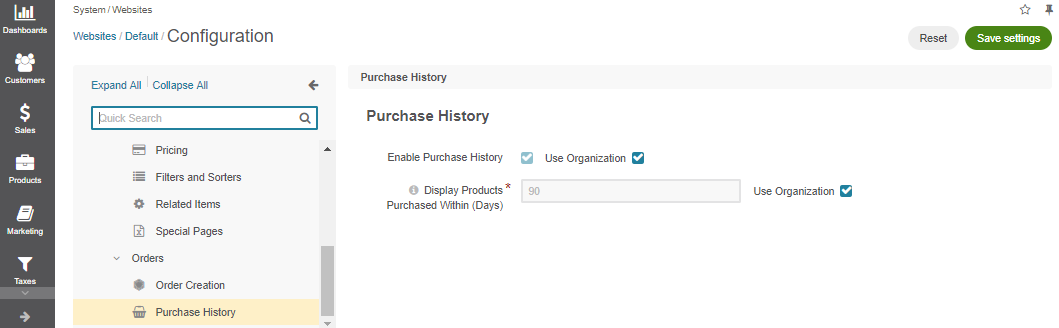 System / Websites
Websites / Default / Configuration
Reset
Save settings
Dashboards
Customers
Sales
Products
Marketing
Taxes
Expand All
Collapse All
Quick Search
Pricing
Filters and Sorters
Related Items
Special Pages
Orders
Order Creation
Purchase History
Purchase History
Purchase History
Enable Purchase History
Use Organization
Display Products *
Purchased Within (Days)
90
Use Organization